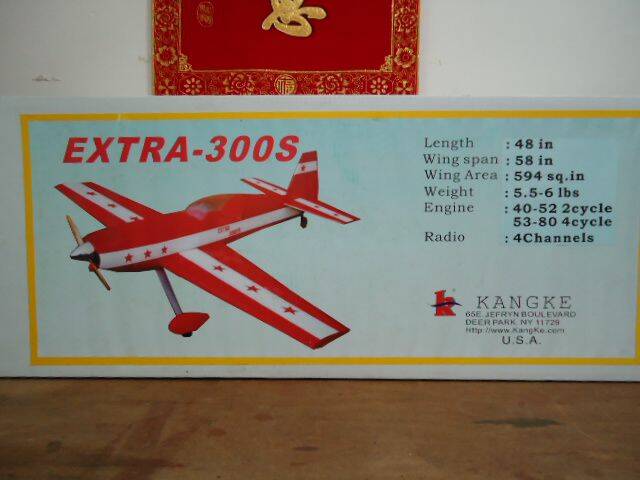 EXTRA-300S
Length : 48 in
Wing span : 58 in
Wing Area : 594 sq.in
Weight : 5.5-6 lbs
Engine : 40-52 2cycle
53-80 4cycle
Radio : 4Channels
KANGKE
65E. JEFRYN BOULEVARD
DEER PARK. NY 11729
http://www.KangKe.com
U.S.A.